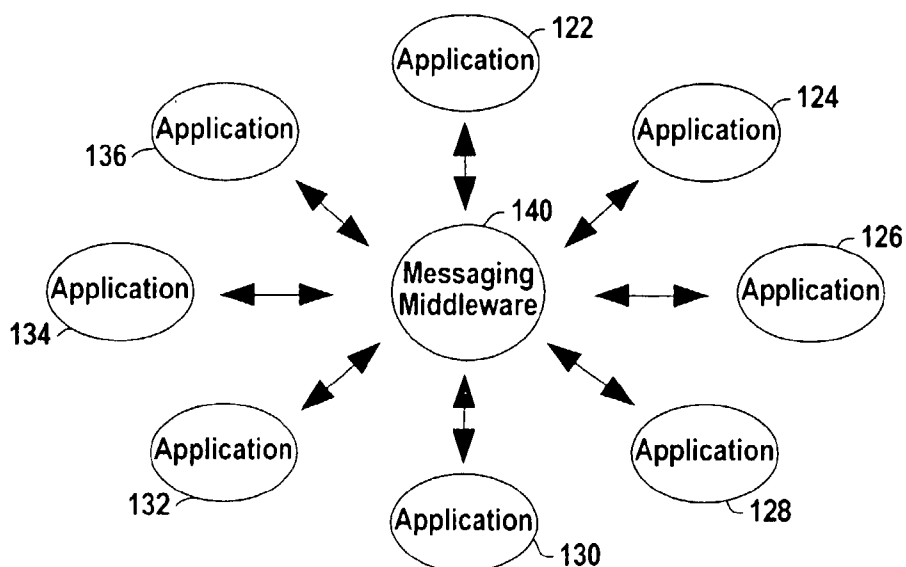 122
Application
124
Application
Application
136
140
126
Messaging
Middleware
Application
Application
134
Application
132
Application
128
Application
130